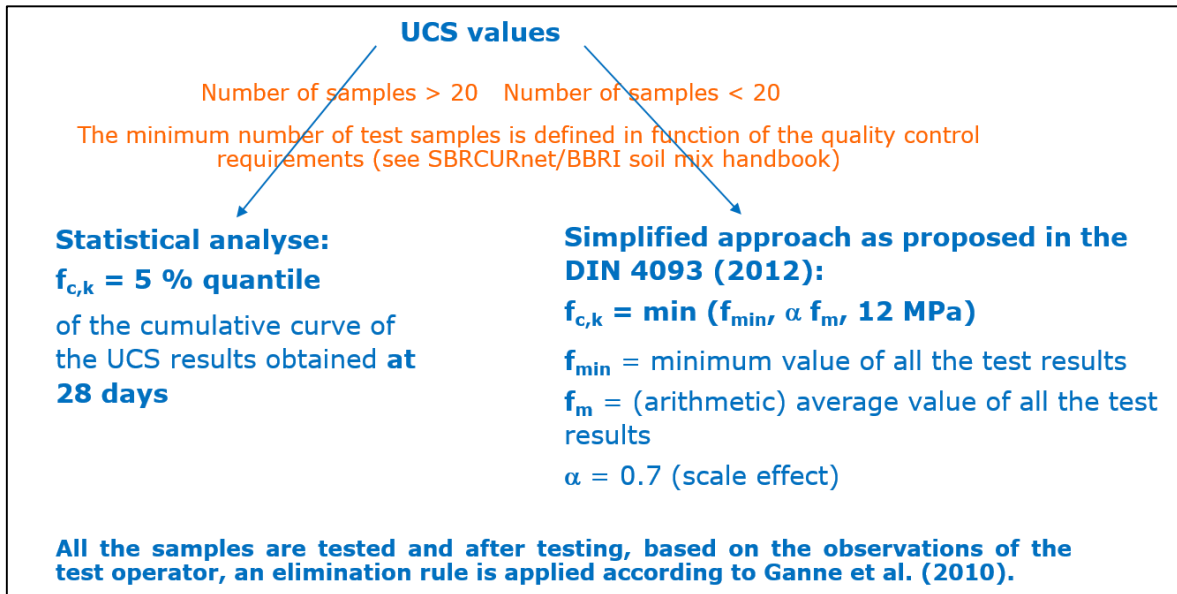 UCS values
Number of samples > 20 Number of samples < 20
The minimum number of test samples is defined in function of the quality control
requirements (see SBRCURnet/BBRI soil mix handbook)
Statistical analyse:
fc,k = 5 % quantile
of the cumulative curve of
the UCS results obtained at
28 days
Simplified approach as proposed in the
DIN 4093 (2012):
fc,k = min (fmin, α fm, 12 MPa)
fmin = minimum value of all the test results
fm = (arithmetic) average value of all the test
results
α = 0.7 (scale effect)
All the samples are tested and after testing, based on the observations of the
test operator, an elimination rule is applied according to Ganne et al. (2010).